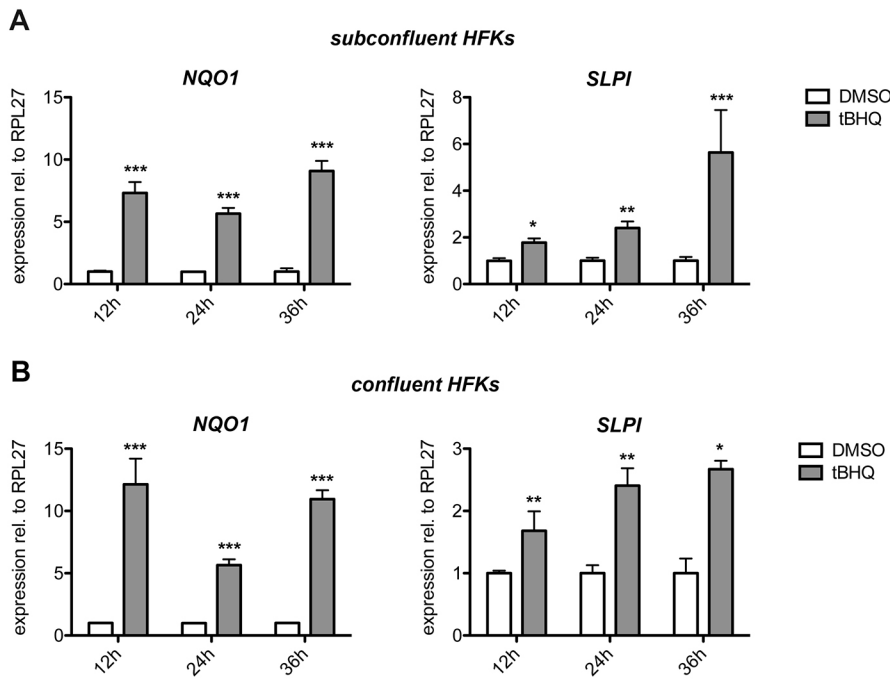 A
subconfluent HFKs
NQO1
expression rel. to RPL27
15
10
5
0
***
***
***
12h
24h
36h
SLPI
expression rel. to RPL27
8
6
4
2
0
*
**
***
12h
24h
36h
DMSO
tBHQ
B
confluent HFKs
NQO1
expression rel. to RPL27
15
10
5
0
***
***
***
12h
24h
36h
SLPI
expression rel. to RPL27
3
2
1
0
**
**
*
12h
24h
36h
DMSO
tBHQ